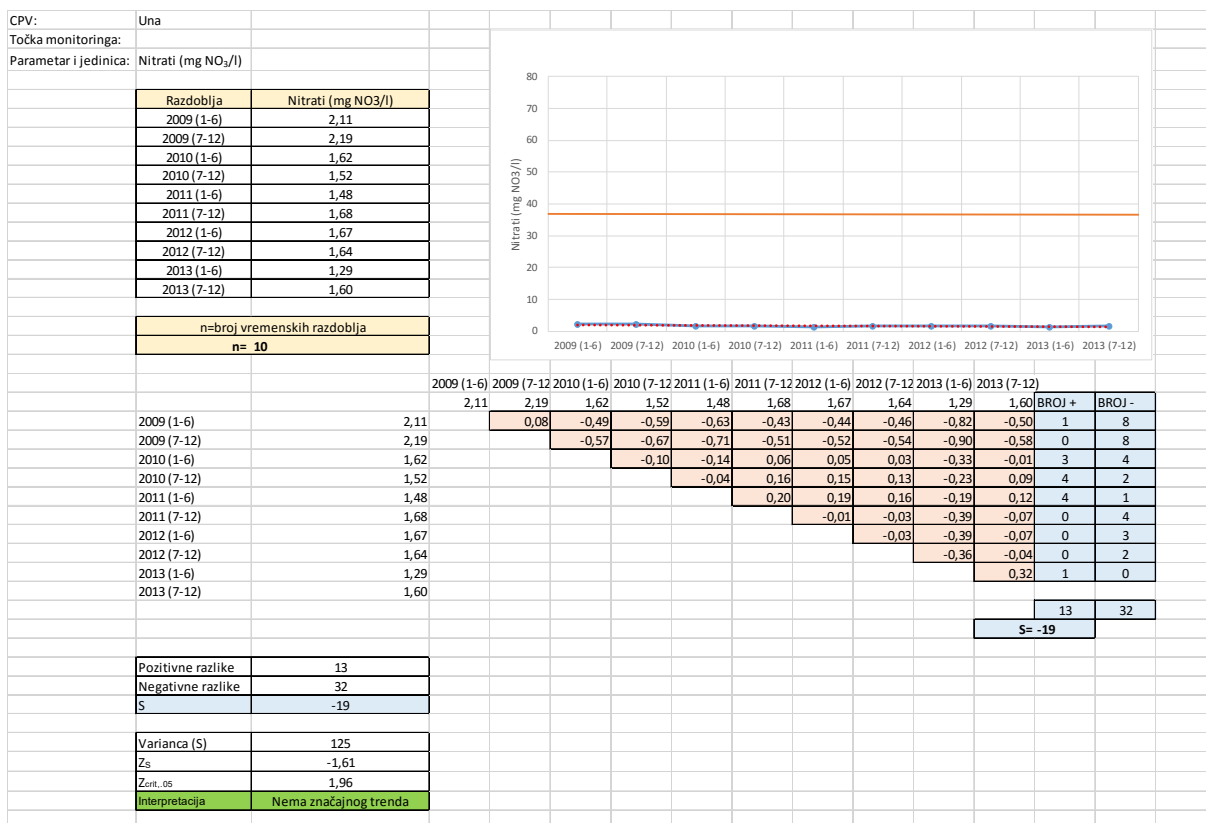 CPV: Una
Točka monitoringa:
Parametar i jedinica: Nitrati (mg NO₃/l)
Razdoblja Nitrati (mg NO3/l)
2009 (1-6) 2,11
2009 (7-12) 2,19
2010 (1-6) 1,62
2010 (7-12) 1,52
2011 (1-6) 1,48
2011 (7-12) 1,68
2012 (1-6) 1,67
2012 (7-12) 1,64
2013 (1-6) 1,29
2013 (7-12) 1,60
n=broj vremenskih razdoblja
n= 10
Nitrati (mg NO3/l)
80
70
60
50
40
30
20
10
0
2009 (1-6) 2009 (7-12) 2010 (1-6) 2010 (7-12) 2011 (1-6) 2011 (7-12) 2012 (1-6) 2012 (7-12) 2013 (1-6) 2013 (7-12)
2009 (1-6) 2009 (7-12 2010 (1-6) 2010 (7-12 2011 (1-6) 2011 (7-12 2012 (1-6) 2012 (7-12 2013 (1-6) 2013 (7-12)
2,11 2,19 1,62 1,52 1,48 1,68 1,67 1,64 1,29 1,60 BROJ + BROJ -
2009 (1-6) 2,11 0,08 -0,49 -0,59 -0,63 -0,43 -0,44 -0,46 -0,82 -0,50 1 8
2009 (7-12) 2,19 -0,57 -0,67 -0,71 -0,51 -0,52 -0,54 -0,90 -0,58 0 8
2010 (1-6) 1,62 -0,10 -0,14 0,06 0,05 0,03 -0,33 -0,01 3 4
2010 (7-12) 1,52 -0,04 0,16 0,15 0,13 -0,23 0,09 4 2
2011 (1-6) 1,48 0,20 0,19 0,16 -0,19 0,12 4 1
2011 (7-12) 1,68 -0,01 -0,03 -0,39 -0,07 0 4
2012 (1-6) 1,67 -0,03 -0,39 -0,07 0 3
2012 (7-12) 1,64 -0,36 -0,04 0 2
2013 (1-6) 1,29 0,32 1 0
2013 (7-12) 1,60
13 32
S= -19
Pozitivne razlike 13
Negativne razlike 32
S -19
Varianca (S) 125
Zs -1,61
Zcrit,.05 1,96
Interpretacija Nema značajnog trenda